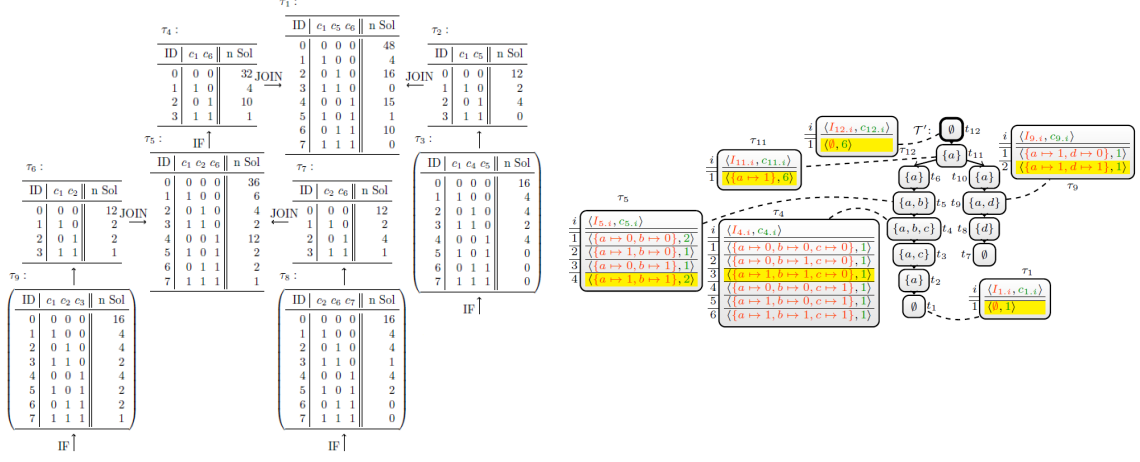 τ4 :
ID c1 c6 n Sol
0 0 0 32
1 1 0 4
2 0 1 10
3 1 1 1
JOIN
→
IF ↑
τ1 :
ID c1 c5 c6 n Sol
0 0 0 0 48
1 1 0 0 4
2 0 1 0 16
3 1 1 0 0
4 0 0 1 15
5 1 0 1 1
6 0 1 1 10
7 1 1 1 0
JOIN
←
τ2 :
ID c1 c5 n Sol
0 0 0 12
1 1 0 2
2 0 1 4
3 1 1 0
↑
τ6 :
ID c1 c2 n Sol
0 0 0 12
1 1 0 2
2 0 1 2
3 1 1 1
JOIN
→
↑
τ5 :
ID c1 c2 c6 n Sol
0 0 0 0 36
1 1 0 0 6
2 0 1 0 4
3 1 1 0 2
4 0 0 1 12
5 1 0 1 2
6 0 1 1 2
7 1 1 1 1
JOIN
←
τ7 :
ID c2 c6 n Sol
0 0 0 12
1 1 0 2
2 0 1 4
3 1 1 1
↑
τ3 :
ID c1 c4 c5 n Sol
0 0 0 0 16
1 1 0 0 4
2 0 1 0 4
3 1 1 0 2
4 0 0 1 4
5 1 0 1 0
6 0 1 1 0
7 1 1 1 0
IF ↑
τ9 :
ID c1 c2 c3 n Sol
0 0 0 0 16
1 1 0 0 4
2 0 1 0 4
3 1 1 0 2
4 0 0 1 4
5 1 0 1 2
6 0 1 1 2
7 1 1 1 1
IF ↑
τ8 :
ID c2 c6 c7 n Sol
0 0 0 0 16
1 1 0 0 4
2 0 1 0 4
3 1 1 0 1
4 0 0 1 4
5 1 0 1 2
6 0 1 1 0
7 1 1 1 0
IF ↑
i ⟨I12.i, c12.i⟩
1 ⟨∅, 6⟩
τ12
T′:
∅ t12
{a} t11
{a} t6
t10 {a}
{a, b} t5
t9 {a, d}
{a, b, c} t4
t8 {d}
{a, c} t3
t7 ∅
{a} t2
∅ t1
τ11
i ⟨I11.i, c11.i⟩
1 ⟨{a ↦ 1}, 6⟩
i ⟨I9.i, c9.i⟩
1 ⟨{a ↦ 1, d ↦ 0}, 1⟩
2 ⟨{a ↦ 1, d ↦ 1}, 1⟩
τ9
τ5
i ⟨I5.i, c5.i⟩
1 ⟨{a ↦ 0, b ↦ 0}, 2⟩
2 ⟨{a ↦ 1, b ↦ 0}, 1⟩
3 ⟨{a ↦ 0, b ↦ 1}, 1⟩
4 ⟨{a ↦ 1, b ↦ 1}, 2⟩
τ4
i ⟨I4.i, c4.i⟩
1 ⟨{a ↦ 0, b ↦ 0, c ↦ 0}, 1⟩
2 ⟨{a ↦ 0, b ↦ 1, c ↦ 0}, 1⟩
3 ⟨{a ↦ 1, b ↦ 1, c ↦ 0}, 1⟩
4 ⟨{a ↦ 0, b ↦ 0, c ↦ 1}, 1⟩
5 ⟨{a ↦ 1, b ↦ 0, c ↦ 1}, 1⟩
6 ⟨{a ↦ 1, b ↦ 1, c ↦ 1}, 1⟩
τ1
i ⟨I1.i, c1.i⟩
1 ⟨∅, 1⟩